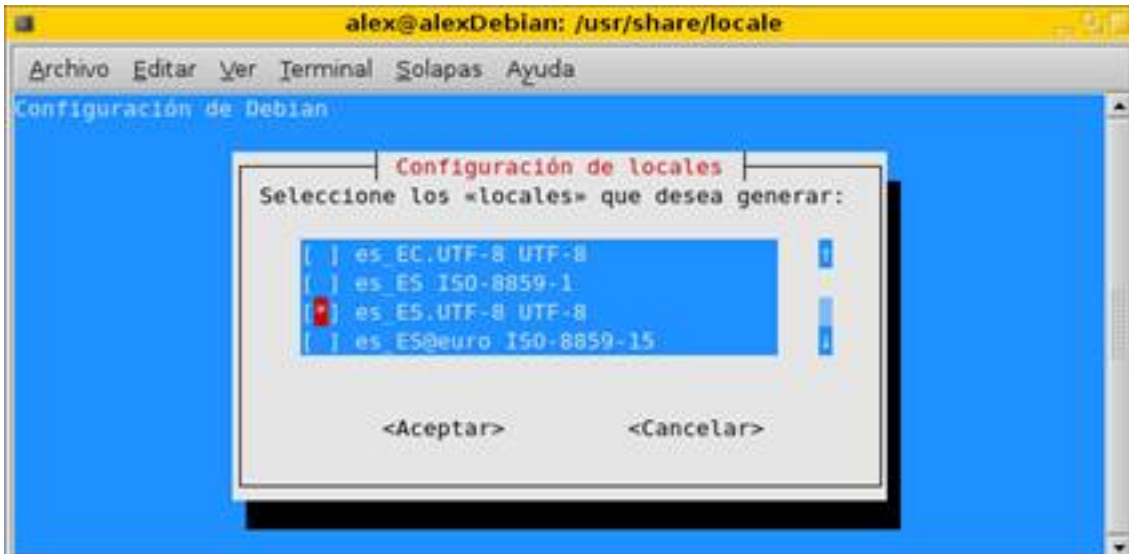 alex@alexDebian: /usr/share/locale
Archivo Editar Ver Terminal Solapas Ayuda
Configuración de Debian
Configuración de locales
Seleccione los «locales» que desea generar:
[ ] es_EC.UTF-8 UTF-8
[ ] es_ES ISO-8859-1
[*] es_ES.UTF-8 UTF-8
[ ] es_ES@euro ISO-8859-15
<Aceptar> <Cancelar>